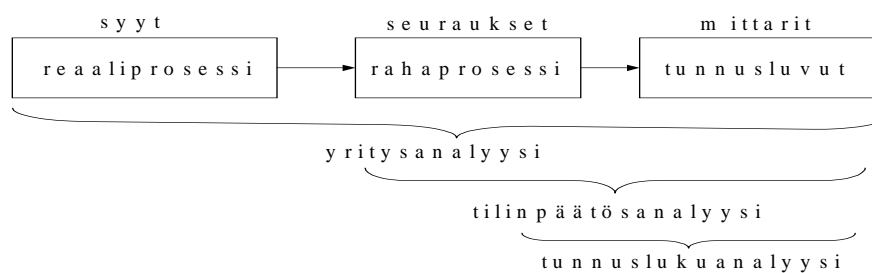 syyt seuraukset mittarit
reaaliprosessi rahaprosessi tunnusluvut
yritysanalyysi
tilinpäätösanalyysi
tunnuslukuanalyysi